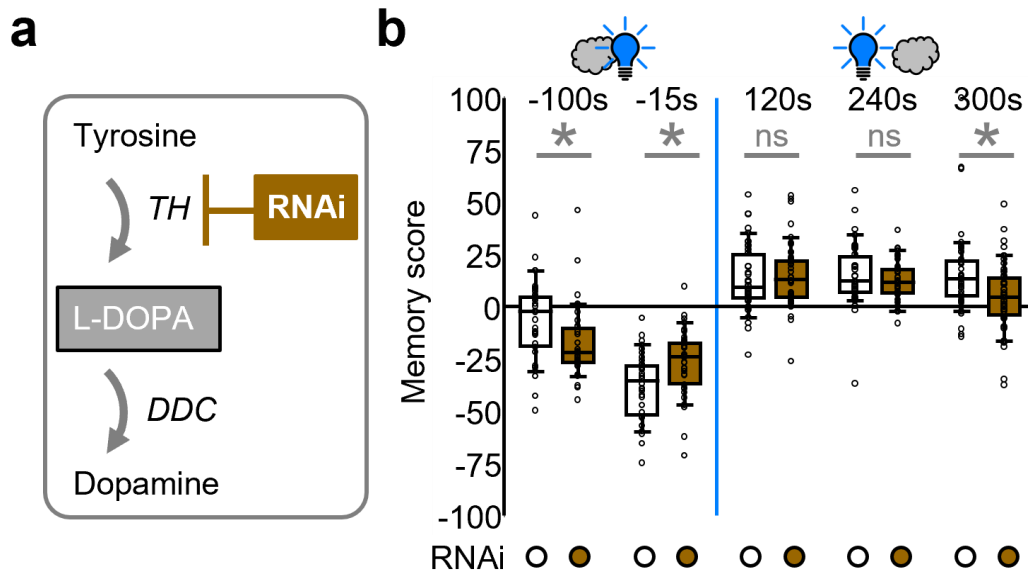 a
Tyrosine
TH
RNAi
L-DOPA
DDC
Dopamine
b
-100s -15s 120s 240s 300s
* * ns ns *
Memory score
100
75
50
25
0
-25
-50
-75
-100
RNAi